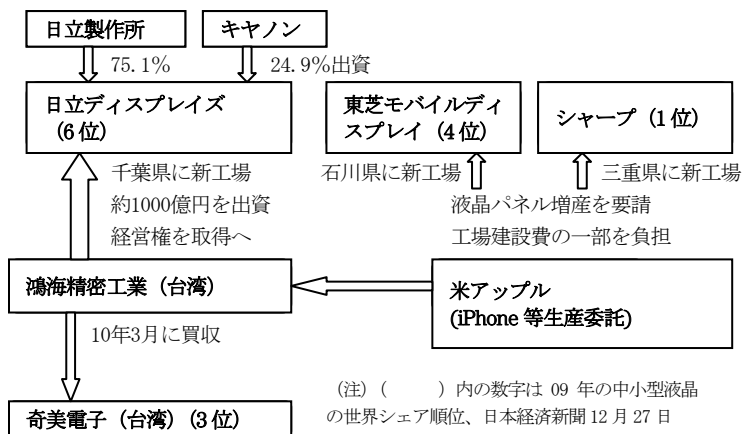 日立製作所
キヤノン
75.1%
24.9%出資
日立ディスプレイズ
(6 位)
東芝モバイルディ
スプレイ（4 位）
シャープ（1 位）
千葉県に新工場
約1000億円を出資
経営権を取得へ
石川県に新工場
三重県に新工場
液晶パネル増産を要請
工場建設費の一部を負担
鴻海精密工業（台湾）
米アップル
(iPhone 等生産委託)
10年3月に買収
奇美電子（台湾）(3 位)
（注）（　　）内の数字は 09 年の中小型液晶
の世界シェア順位、日本経済新聞 12 月 27 日